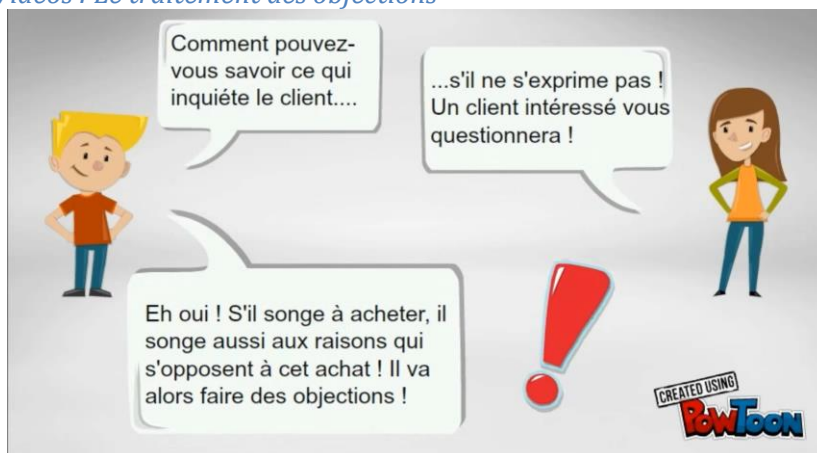 Vidéos : Le traitement des objections
Comment pouvez-
vous savoir ce qui
inquiéte le client....
...s'il ne s'exprime pas !
Un client intéressé vous
questionnera !
Eh oui ! S'il songe à acheter, il
songe aussi aux raisons qui
s'opposent à cet achat ! Il va
alors faire des objections !
CREATED USING
POWTOON